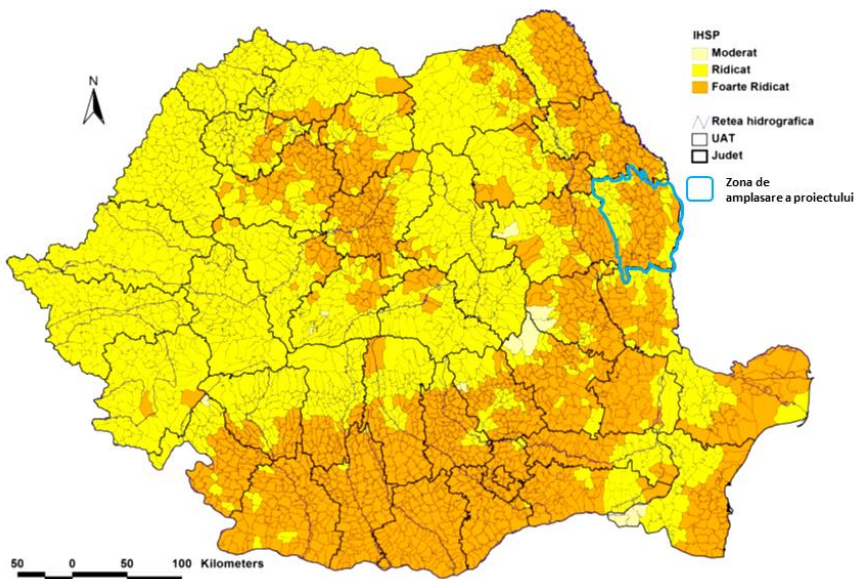 N
IHSP
Moderat
Ridicat
Foarte Ridicat
Retea hidrografica
UAT
Judet
Zona de
amplasare a proiectului
50 0 50 100 Kilometers